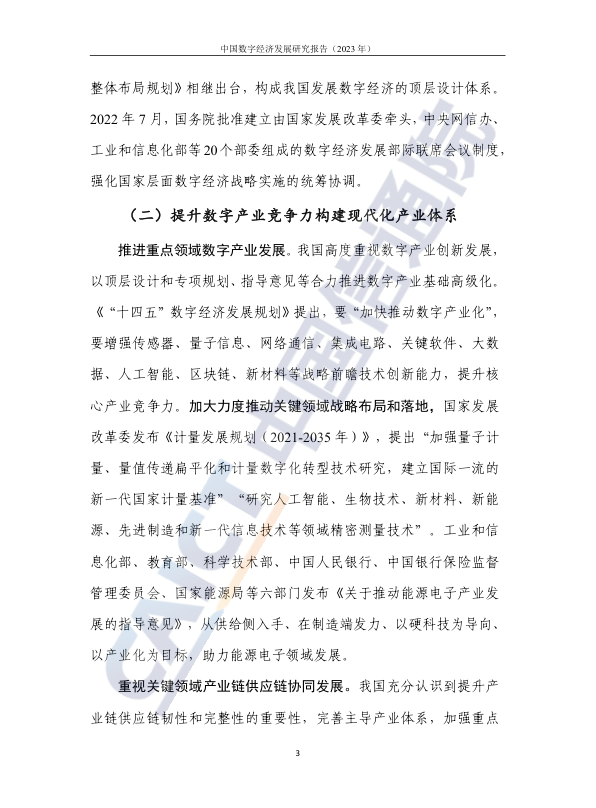 中国数字经济发展研究报告（2023 年）
整体布局规划》相继出台，构成我国发展数字经济的顶层设计体系。
2022 年 7 月，国务院批准建立由国家发展改革委牵头，中央网信办、
工业和信息化部等 20 个部委组成的数字经济发展部际联席会议制度，
强化国家层面数字经济战略实施的统筹协调。
（二）提升数字产业竞争力构建现代化产业体系
推进重点领域数字产业发展。我国高度重视数字产业创新发展，
以顶层设计和专项规划、指导意见等合力推进数字产业基础高级化。
《“十四五”数字经济发展规划》提出，要“加快推动数字产业化”，
要增强传感器、量子信息、网络通信、集成电路、关键软件、大数
据、人工智能、区块链、新材料等战略前瞻技术创新能力，提升核
心产业竞争力。加大力度推动关键领域战略布局和落地，国家发展
改革委发布《计量发展规划（2021-2035 年）》，提出“加强量子计
量、量值传递扁平化和计量数字化转型技术研究，建立国际一流的
新一代国家计量基准”“研究人工智能、生物技术、新材料、新能
源、先进制造和新一代信息技术等领域精密测量技术”。工业和信
息化部、教育部、科学技术部、中国人民银行、中国银行保险监督
管理委员会、国家能源局等六部门发布《关于推动能源电子产业发
展的指导意见》，从供给侧入手、在制造端发力、以硬科技为导向、
以产业化为目标，助力能源电子领域发展。
重视关键领域产业链供应链协同发展。我国充分认识到提升产
业链供应链韧性和完整性的重要性，完善主导产业体系，加强重点
CAICT 中国信通院
3